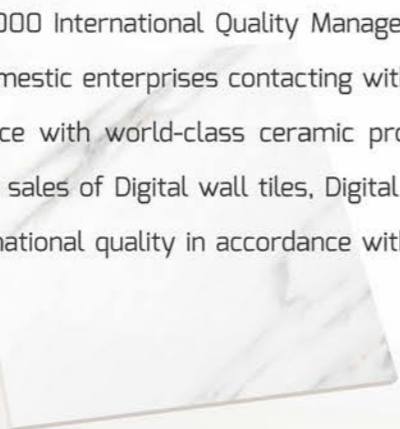 000 International Quality Manage
mestic enterprises contacting wit
ce with world-class ceramic pro
sales of Digital wall tiles, Digital
national quality in accordance wit